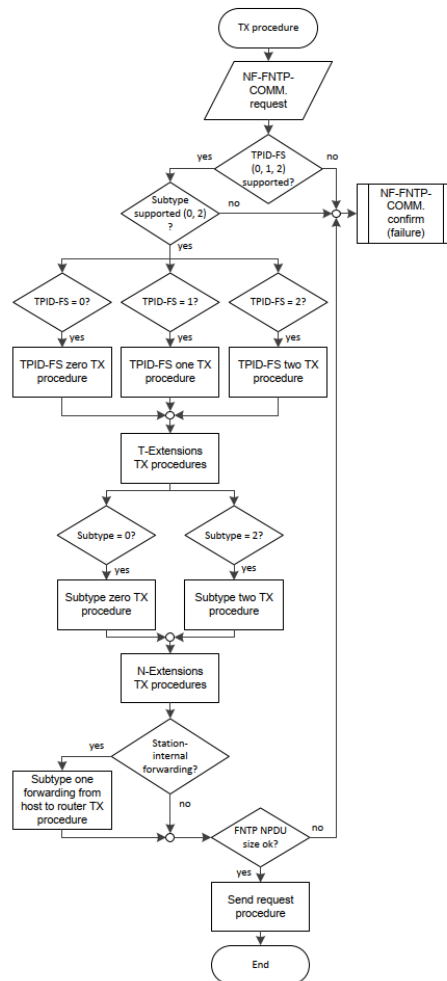 TX procedure
NF-FNTP-
COMM.
request
TPID-FS
(0, 1, 2)
supported?
yes
no
Subtype
supported (0, 2)
?
no
NF-FNTP-
COMM.
confirm
(failure)
yes
TPID-FS = 0?
TPID-FS = 1?
TPID-FS = 2?
yes
yes
yes
TPID-FS zero TX
procedure
TPID-FS one TX
procedure
TPID-FS two TX
procedure
T-Extensions
TX procedures
Subtype = 0?
Subtype = 2?
yes
yes
Subtype zero TX
procedure
Subtype two TX
procedure
N-Extensions
TX procedures
Station-
internal
forwarding?
yes
Subtype one
forwarding from
host to router TX
procedure
no
FNTP NPDU
size ok?
no
yes
Send request
procedure
End